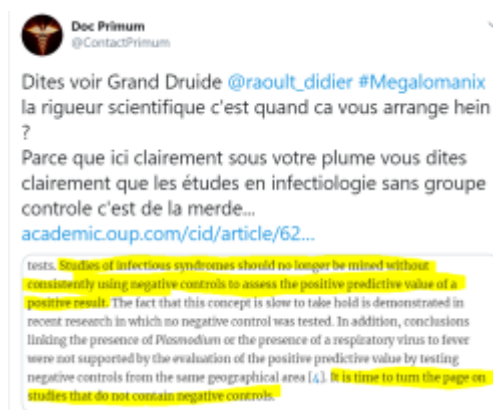 Doc Primum
@ContactPrimum
Dites voir Grand Druide @raoult_didier #Megalomanix
la rigueur scientifique c'est quand ca vous arrange hein
?
Parce que ici clairement sous votre plume vous dites
clairement que les études en infectiologie sans groupe
controle c'est de la merde...
academic.oup.com/cid/article/62...
tests. Studies of infectious syndromes should no longer be mined without
consistently using negative controls to assess the positive predictive value of a
positive result. The fact that this concept is slow to take hold is demonstrated in
recent research in which no negative control was tested. In addition, conclusions
linking the presence of Plasmodium or the presence of a respiratory virus to fever
were not supported by the evaluation of the positive predictive value by testing
negative controls from the same geographical area [4]. It is time to turn the page on
studies that do not contain negative controls.